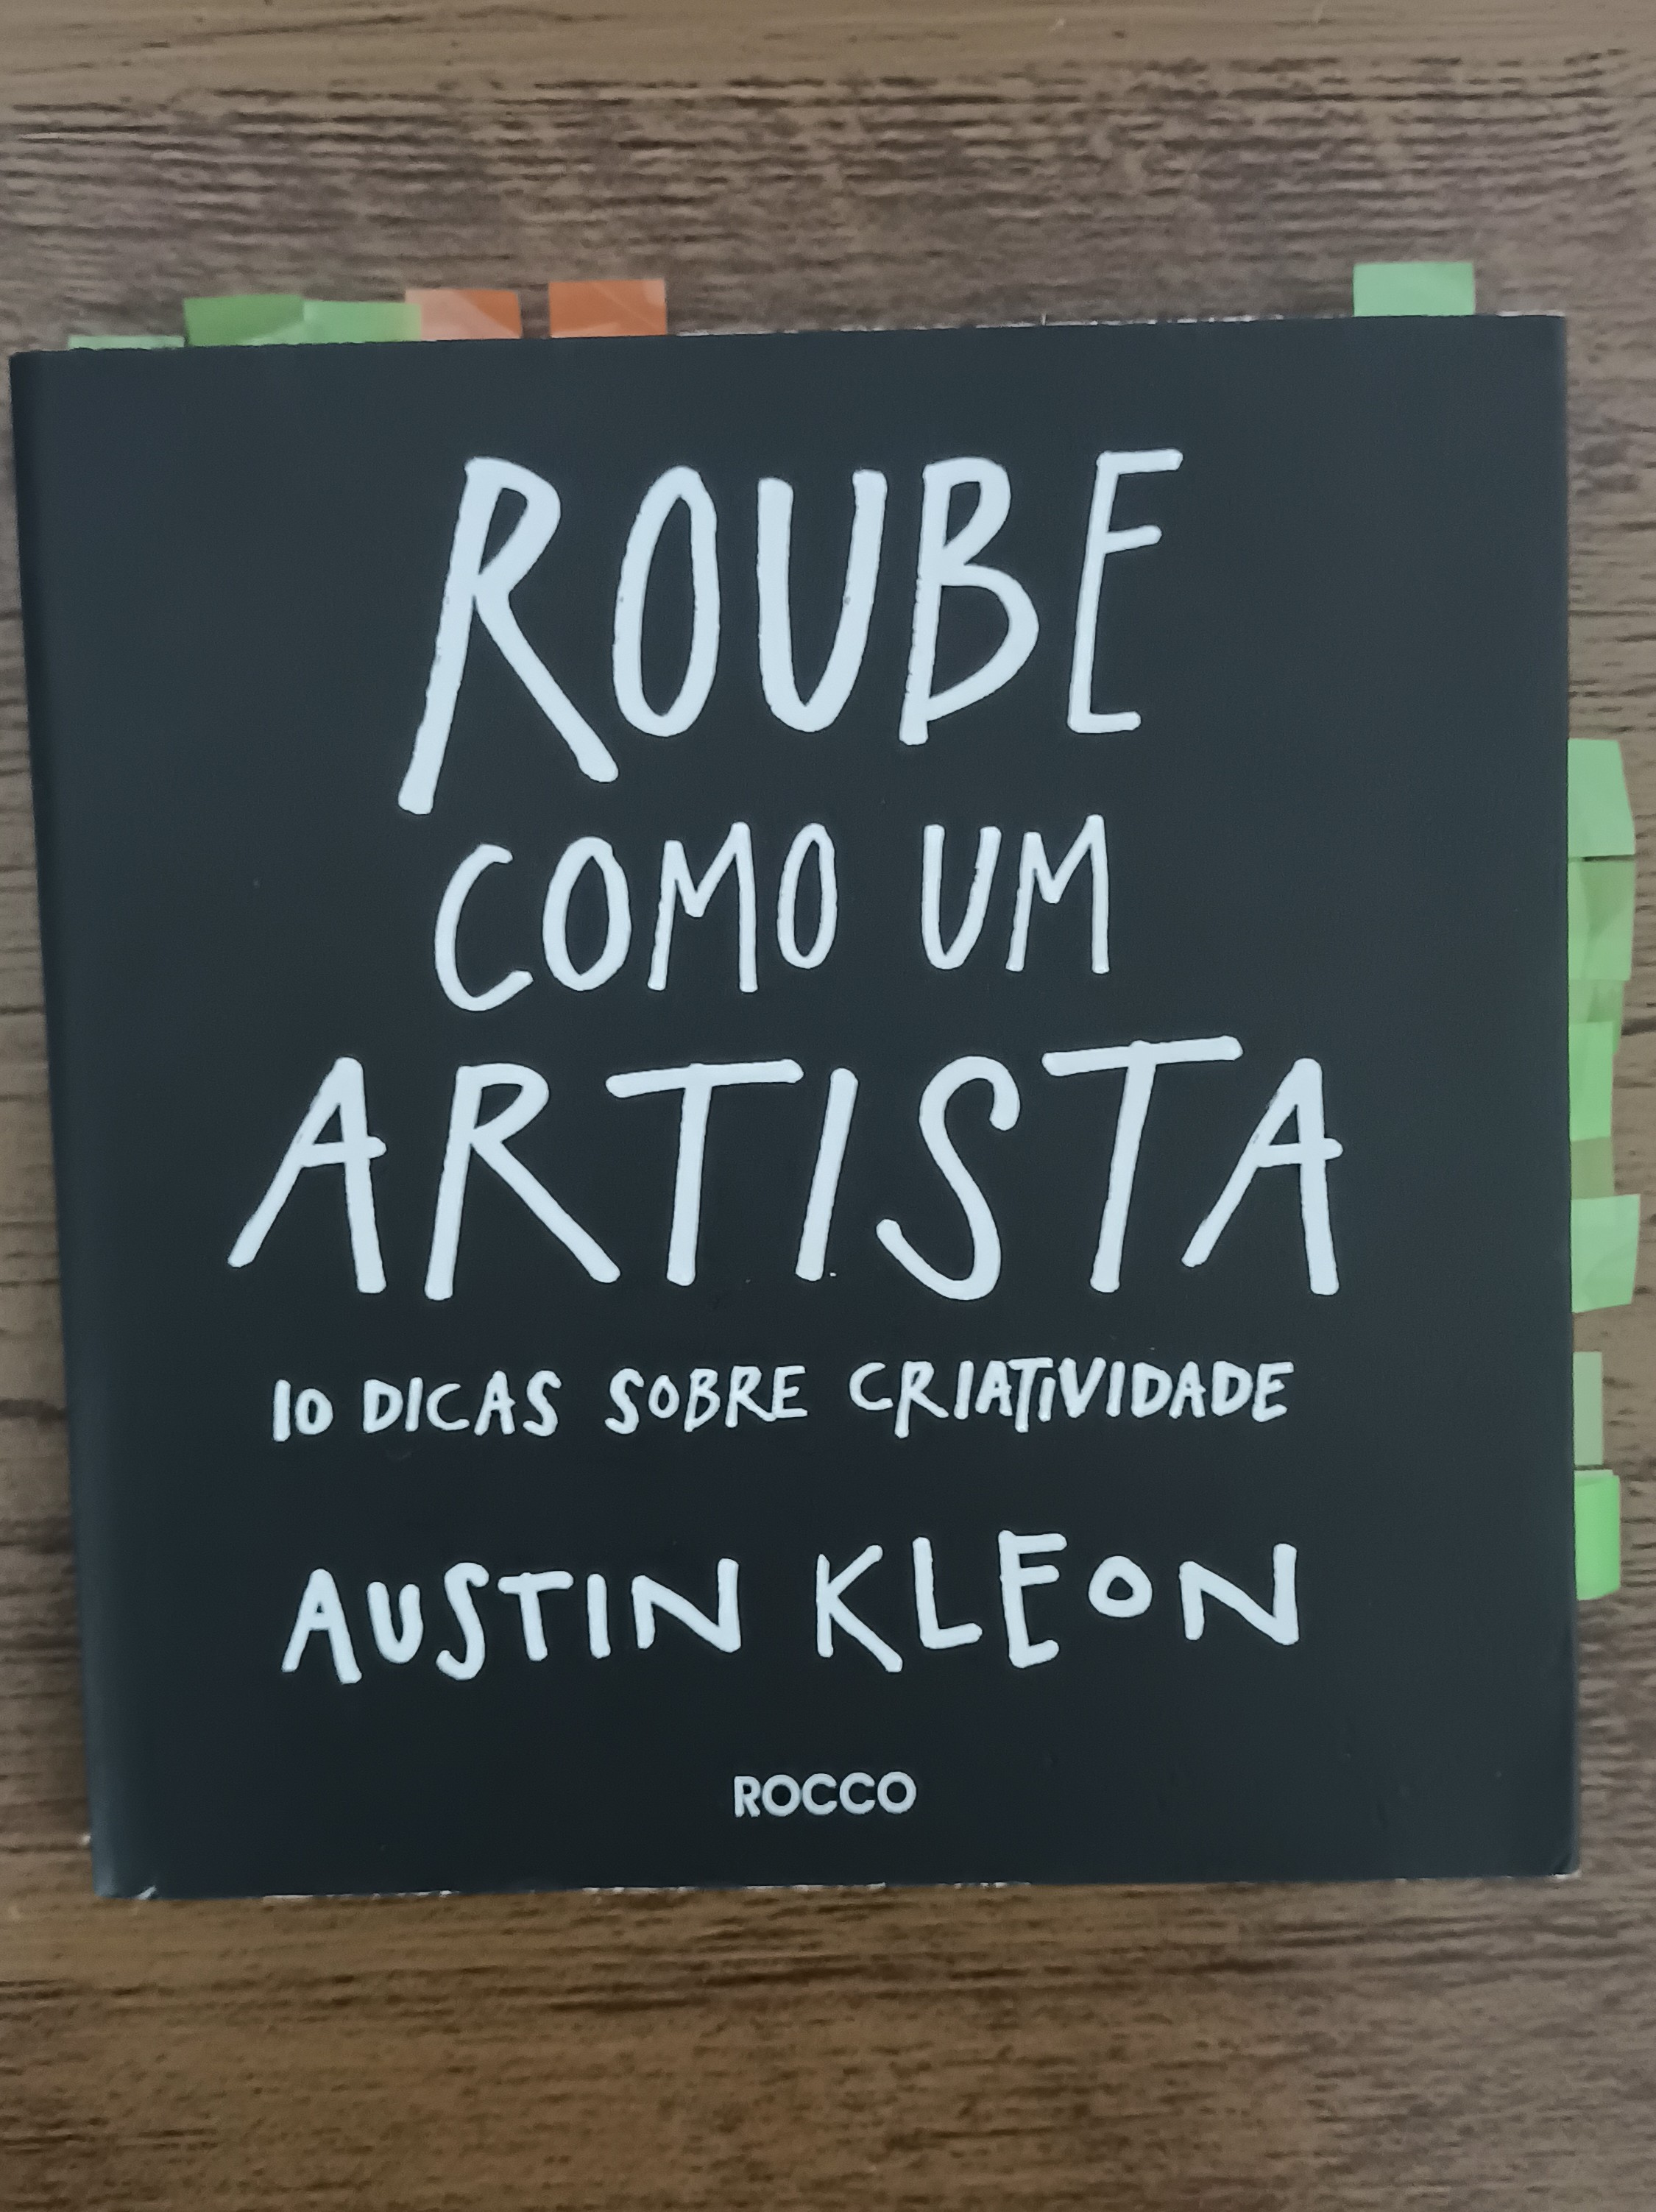 ROUBE
COMO UM
ARTISTA
10 DICAS SOBRE CRIATIVIDADE
AUSTIN KLEON
ROCCO